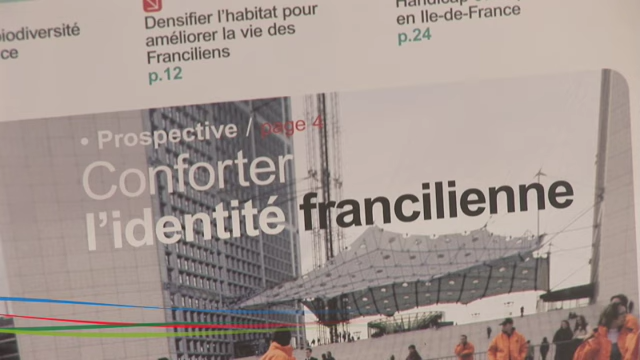 biodiversité
ce
Densifier l'habitat pour
améliorer la vie des
Franciliens
p.12
en Ile-de-France
p.24
• Prospective / page 4
Conforter
l'identité francilienne